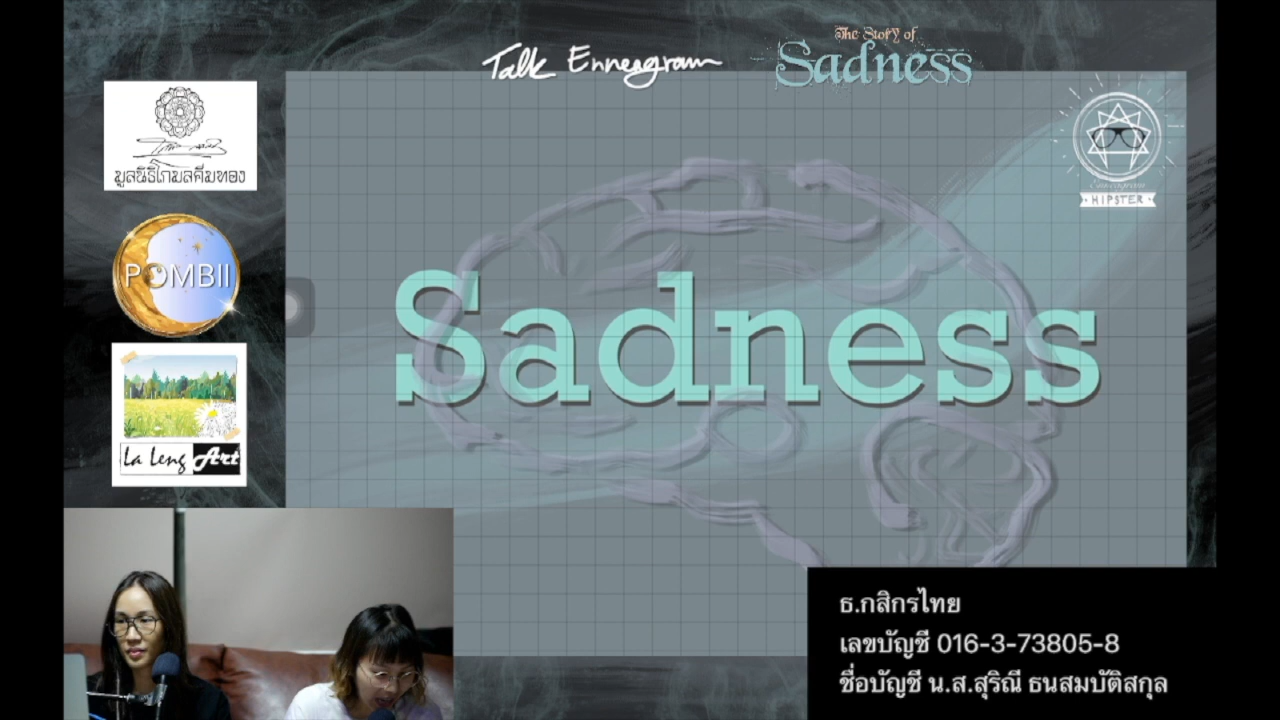 Talk Enneagram
The Story of
Sadness
มูลนิธิโกมลคีมทอง
POMBII
La Leng Art
HIPSTER
Sadness
ธ.กสิกรไทย
เลขบัญชี 016-3-73805-8
ชื่อบัญชี น.ส.สุริณี ธนสมบัติสกุล